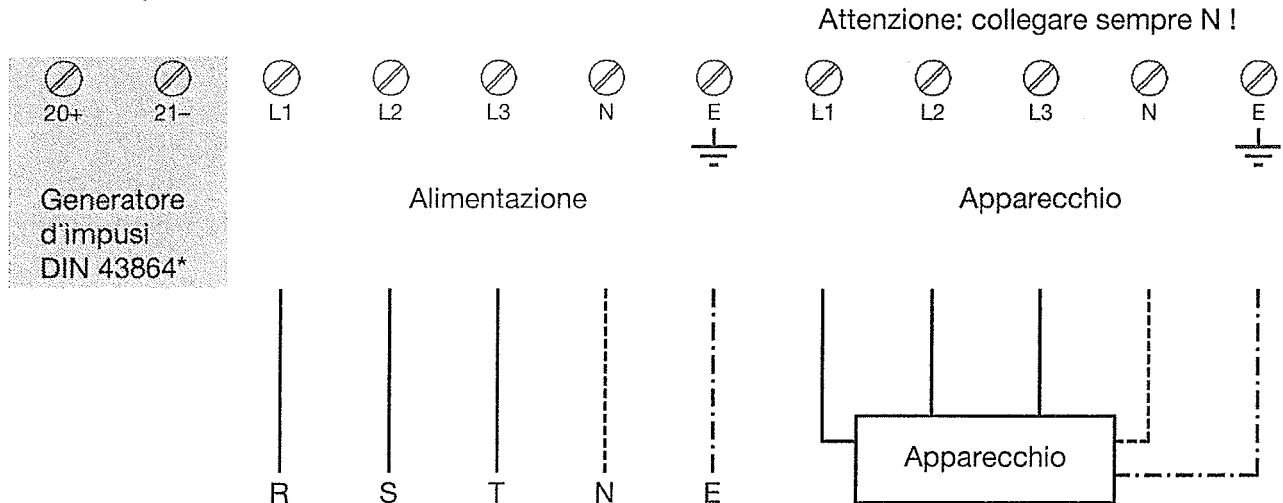 Attenzione: collegare sempre N !
20+ 21– L1 L2 L3 N E L1 L2 L3 N E
Generatore
d'impusi
DIN 43864*
Alimentazione
Apparecchio
Apparecchio
R S T N E